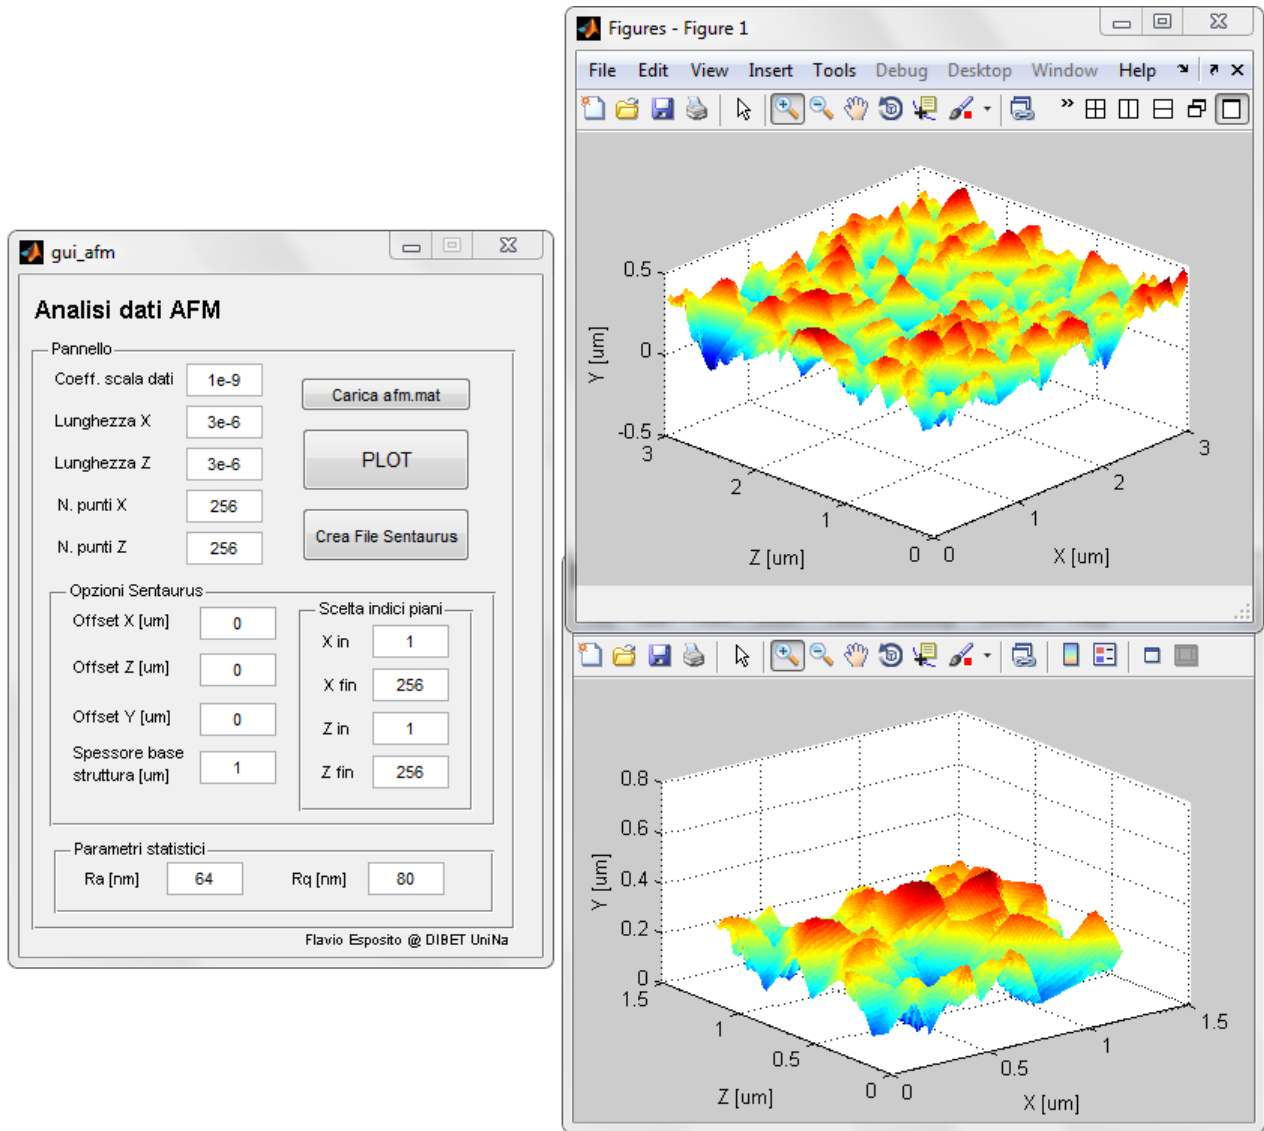 gui_afm
Analisi dati AFM
Pannello
Coeff. scala dati 1e-9
Lunghezza X 3e-6
Lunghezza Z 3e-6
N. punti X 256
N. punti Z 256
Carica afm.mat
PLOT
Crea File Sentaurus
Opzioni Sentaurus
Offset X [um] 0
Offset Z [um] 0
Offset Y [um] 0
Spessore base
struttura [um] 1
Scelta indici piani
X in 1
X fin 256
Z in 1
Z fin 256
Parametri statistici
Ra [nm] 64 Rq [nm] 80
Flavio Esposito @ DIBET UniNa
Figures - Figure 1
File Edit View Insert Tools Debug Desktop Window Help
0.5
0
-0.5
Y [um]
3
2
1
0
Z [um]
0
1
2
3
X [um]
0.8
0.6
0.4
0.2
0
Y [um]
1.5
1
0.5
0
Z [um]
0
0.5
1
1.5
X [um]